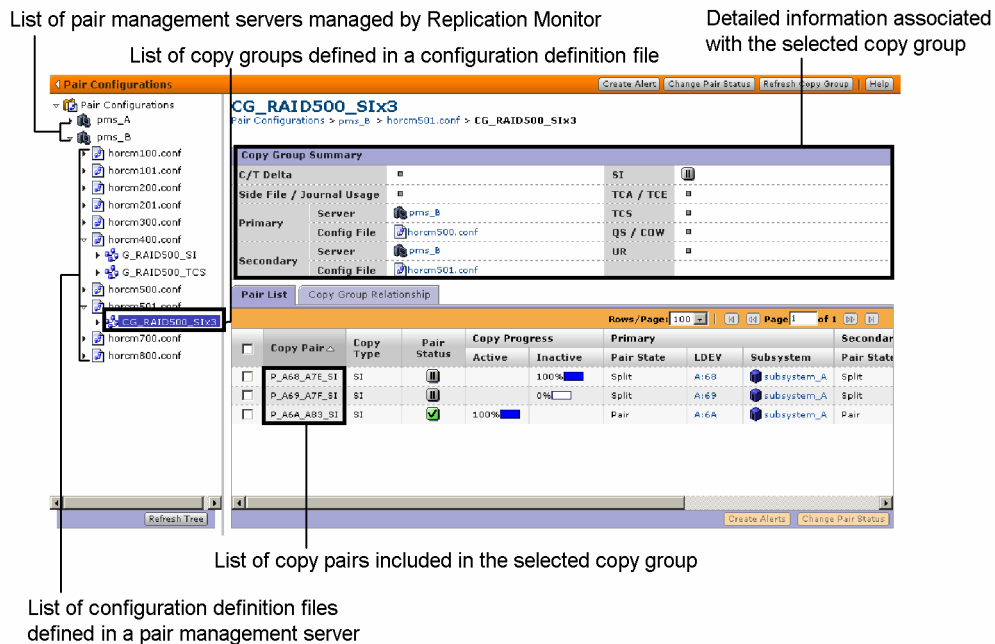 List of pair management servers managed by Replication Monitor
Detailed information associated
with the selected copy group
List of copy groups defined in a configuration definition file
Pair Configurations
Create Alert
Change Pair Status
Refresh Copy Group
Help
Pair Configurations
pms_A
pms_B
horcm100.conf
horcm101.conf
horcm200.conf
horcm201.conf
horcm300.conf
horcm400.conf
G_RAID500_SI
G_RAID500_TCS
horcm500.conf
horcm501.conf
CG_RAID500_SIx3
horcm700.conf
horcm800.conf
Refresh Tree
CG_RAID500_SIx3
Pair Configurations > pms_B > horcm501.conf > CG_RAID500_SIx3
Copy Group Summary
C/T Delta SI
Side File / Journal Usage TCA / TCE
Primary Server pms_B TCS
Config File horcm500.conf QS / COW
Secondary Server pms_B UR
Config File horcm501.conf
Pair List
Copy Group Relationship
Rows/Page: 100 Page 1 of 1
Copy Pair Copy Type Pair Status Copy Progress Primary Secondar
Active Inactive Pair State LDEV Subsystem Pair State
P_A68_A7E_SI SI 100% Split A:68 subsystem_A Split
P_A69_A7F_SI SI 0% Split A:69 subsystem_A Split
P_A6A_A83_SI SI 100% Pair A:6A subsystem_A Pair
Create Alerts
Change Pair Status
List of copy pairs included in the selected copy group
List of configuration definition files
defined in a pair management server